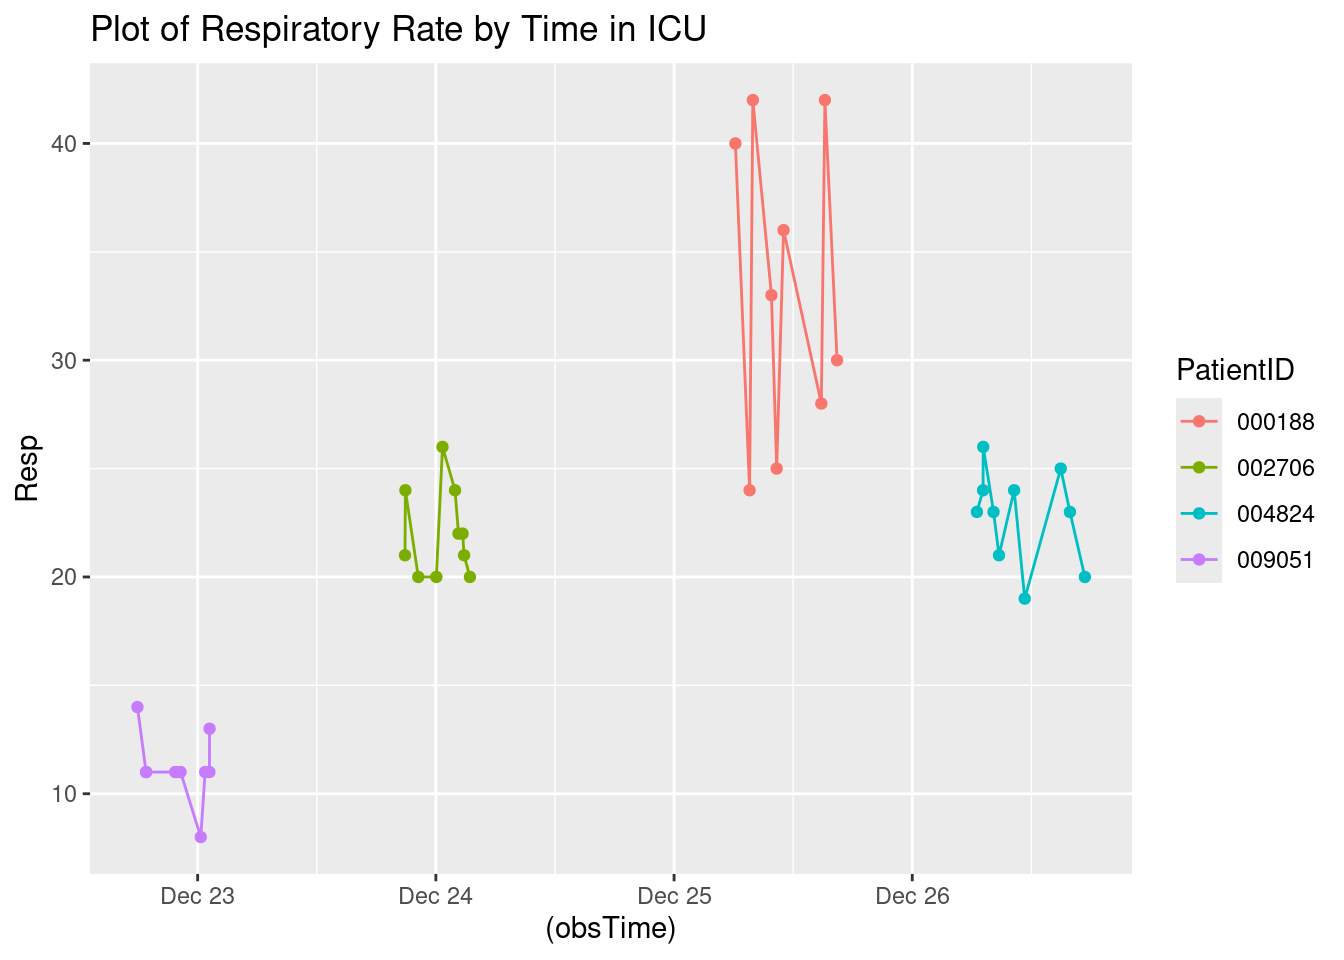 Plot of Respiratory Rate by Time in ICU
Resp
40
30
20
10
Dec 23
Dec 24
Dec 25
Dec 26
(obsTime)
PatientID
000188
002706
004824
009051